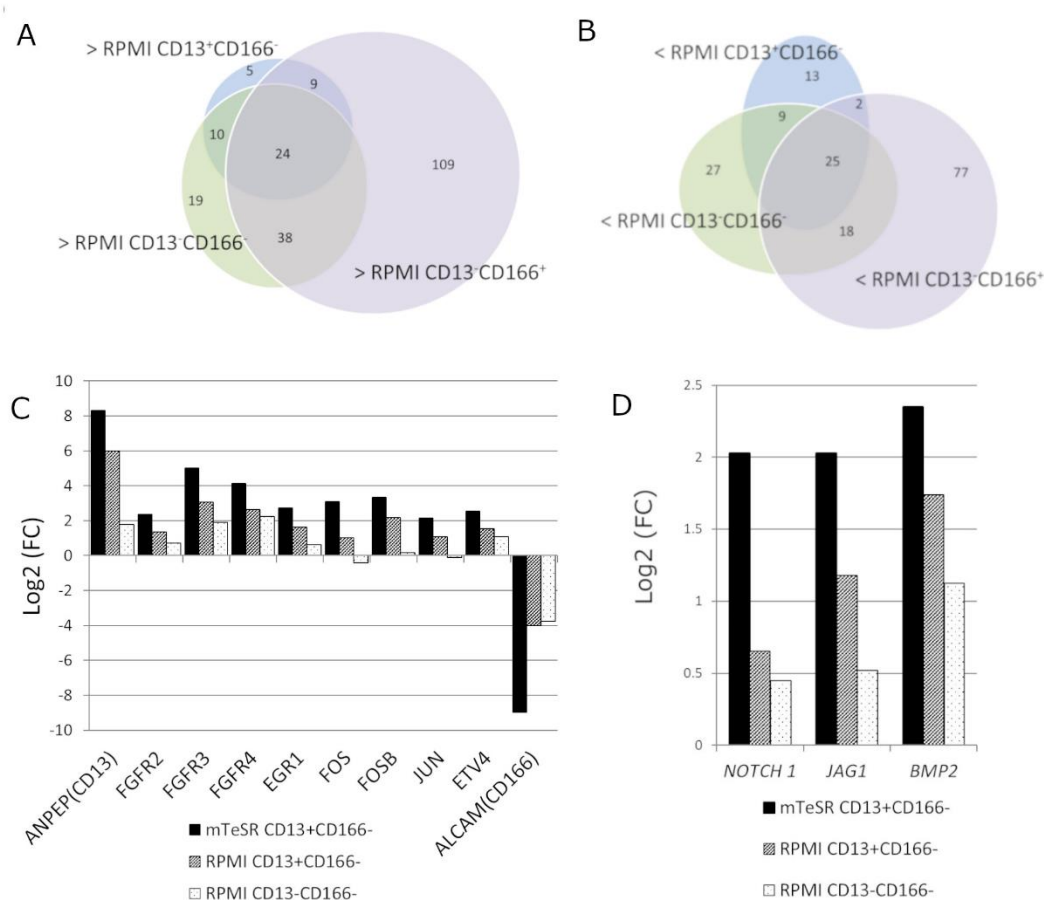 A
> RPMI CD13⁺CD166⁻
5
9
10
24
109
19
38
> RPMI CD13⁻CD166⁻
> RPMI CD13⁻CD166⁺
B
< RPMI CD13⁺CD166⁻
13
2
9
27
25
77
18
< RPMI CD13⁻CD166⁻
< RPMI CD13⁻CD166⁺
C
Log2 (FC)
10
8
6
4
2
0
-2
-4
-6
-8
-10
ANPEP(CD13)
FGFR2
FGFR3
FGFR4
EGR1
FOS
FOSB
JUN
ETV4
ALCAM(CD166)
mTeSR CD13+CD166-
RPMI CD13+CD166-
RPMI CD13-CD166-
D
Log2 (FC)
2.5
2
1.5
1
0.5
0
NOTCH 1
JAG1
BMP2
mTeSR CD13+CD166-
RPMI CD13+CD166-
RPMI CD13-CD166-